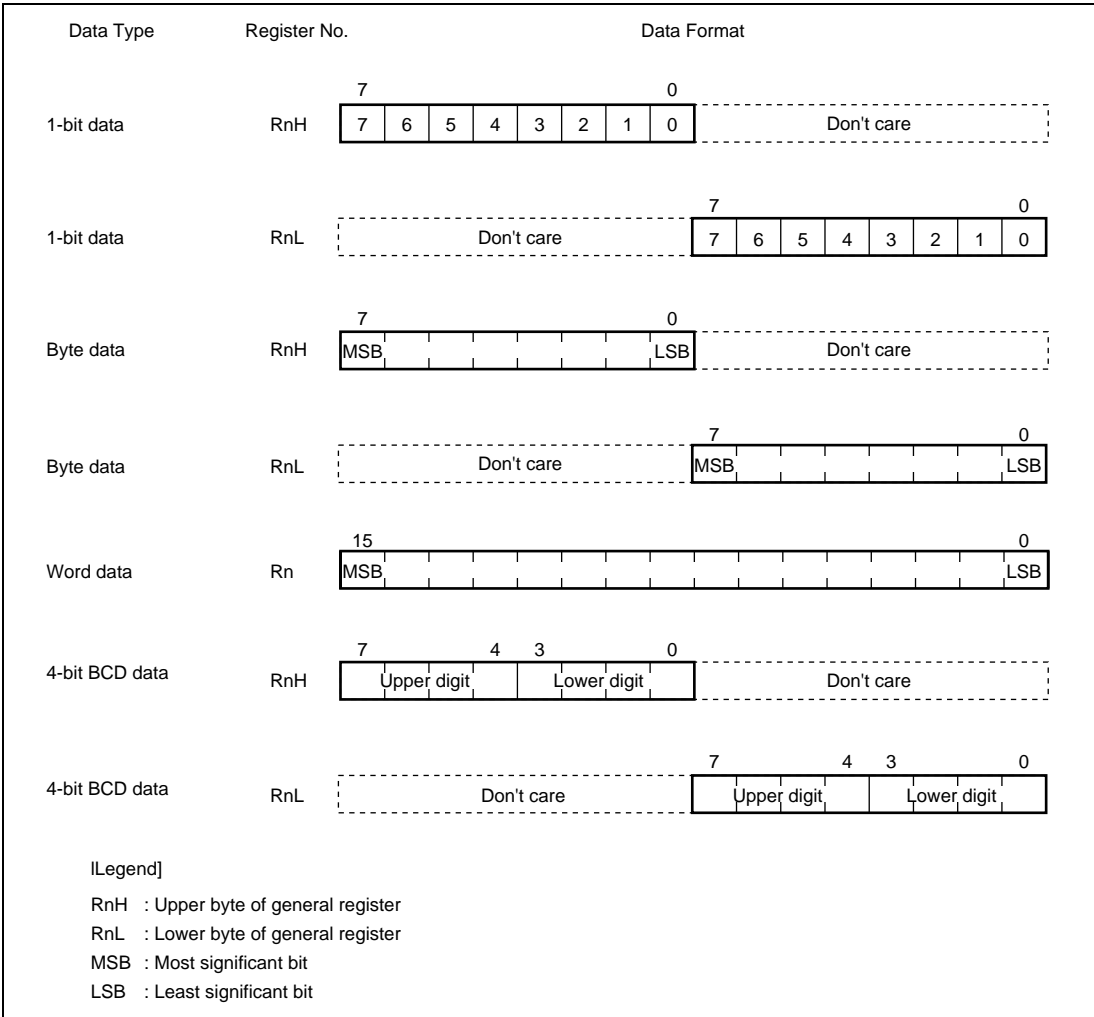 Data Type Register No. Data Format
7 0
1-bit data RnH 7 6 5 4 3 2 1 0 Don't care
7 0
1-bit data RnL Don't care 7 6 5 4 3 2 1 0
7 0
Byte data RnH MSB LSB Don't care
7 0
Byte data RnL Don't care MSB LSB
15 0
Word data Rn MSB LSB
7 4 3 0
4-bit BCD data RnH Upper digit Lower digit Don't care
7 4 3 0
4-bit BCD data RnL Don't care Upper digit Lower digit
lLegend]
RnH : Upper byte of general register
RnL : Lower byte of general register
MSB : Most significant bit
LSB : Least significant bit